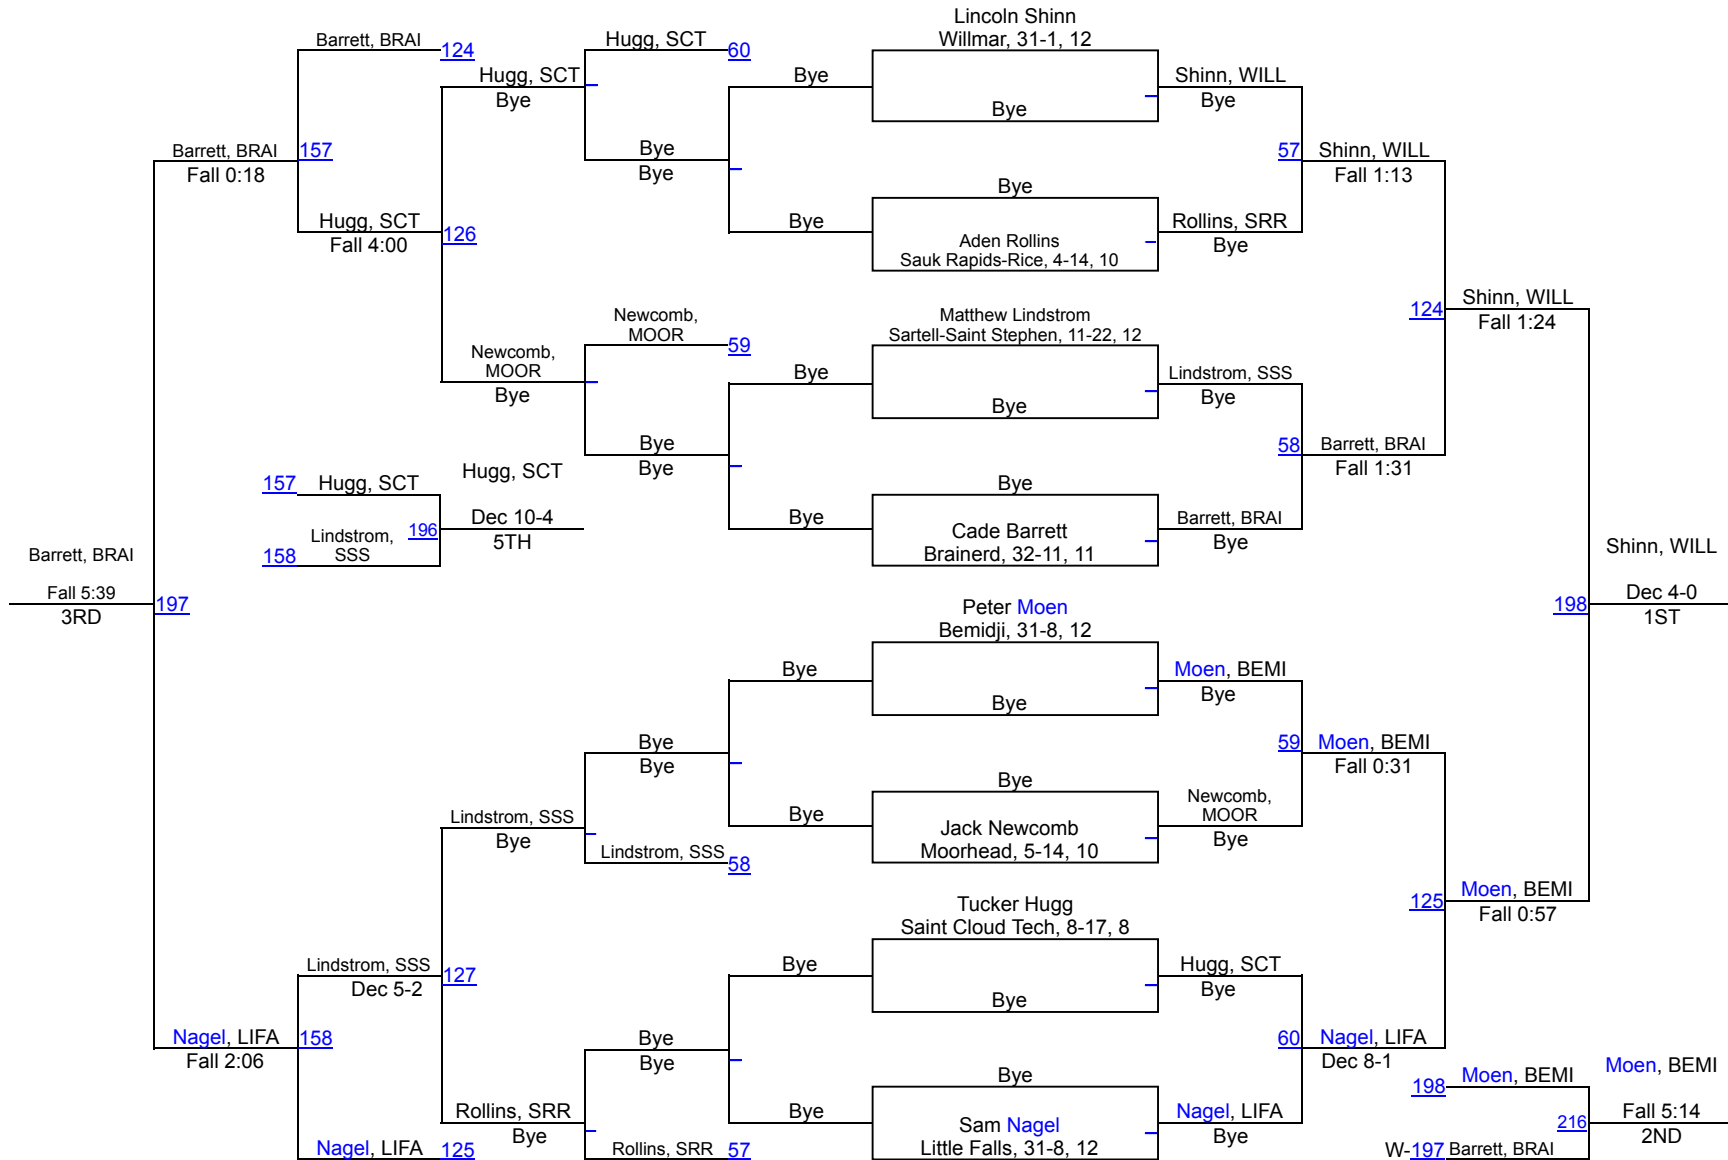 Lincoln Shinn
Willmar, 31-1, 12
Barrett, BRAI
124
Hugg, SCT
60
Hugg, SCT
Bye
Bye
Bye
Shinn, WILL
Bye
Barrett, BRAI
157
Fall 0:18
Bye
Bye
57
Shinn, WILL
Fall 1:13
Hugg, SCT
126
Fall 4:00
Bye
Bye
Aden Rollins
Sauk Rapids-Rice, 4-14, 10
Rollins, SRR
Bye
Newcomb,
MOOR
59
Newcomb,
MOOR
Bye
Matthew Lindstrom
Sartell-Saint Stephen, 11-22, 12
Bye
Bye
Lindstrom, SSS
Bye
124
Shinn, WILL
Fall 1:24
Bye
Bye
58
Barrett, BRAI
Fall 1:31
157
Hugg, SCT
Hugg, SCT
Lindstrom,
SSS
158
196
Dec 10-4
5TH
Bye
Bye
Cade Barrett
Brainerd, 32-11, 11
Barrett, BRAI
Bye
Barrett, BRAI
Fall 5:39
3RD
197
Shinn, WILL
198
Dec 4-0
1ST
Peter Moen
Bemidji, 31-8, 12
Bye
Bye
Moen, BEMI
Bye
Bye
Bye
59
Moen, BEMI
Fall 0:31
Lindstrom, SSS
Bye
Lindstrom, SSS
58
Bye
Bye
Jack Newcomb
Moorhead, 5-14, 10
Newcomb,
MOOR
Bye
125
Moen, BEMI
Fall 0:57
Tucker Hugg
Saint Cloud Tech, 8-17, 8
Lindstrom, SSS
127
Dec 5-2
Bye
Bye
Hugg, SCT
Bye
Nagel, LIFA
158
Fall 2:06
Bye
Bye
60
Nagel, LIFA
Dec 8-1
Rollins, SRR
Bye
Nagel, LIFA
125
Rollins, SRR
57
Bye
Bye
Sam Nagel
Little Falls, 31-8, 12
Nagel, LIFA
Bye
198
Moen, BEMI
Moen, BEMI
216
Fall 5:14
2ND
W-197
Barrett, BRAI